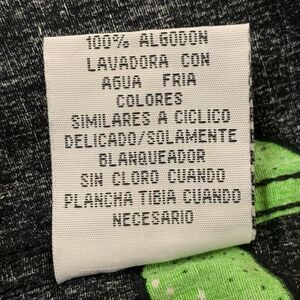 100% ALGODON
LAVADORA CON
AGUA FRIA
COLORES
SIMILARES A CICLICO
DELICADO/SOLAMENTE
BLANQUEADOR
SIN CLORO CUANDO
PLANCHA TIBIA CUANDO
NECESARIO